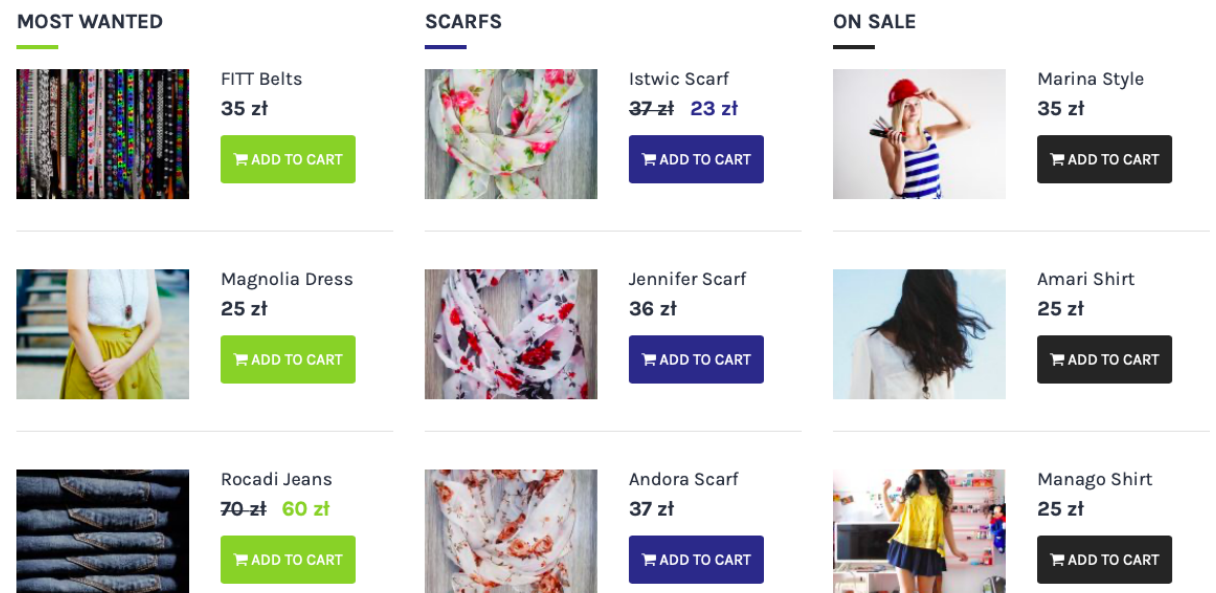 MOST WANTED
FITT Belts
35 zł
ADD TO CART
Magnolia Dress
25 zł
ADD TO CART
Rocadi Jeans
70 zł 60 zł
ADD TO CART
SCARFS
Istwic Scarf
37 zł 23 zł
ADD TO CART
Jennifer Scarf
36 zł
ADD TO CART
Andora Scarf
37 zł
ADD TO CART
ON SALE
Marina Style
35 zł
ADD TO CART
Amari Shirt
25 zł
ADD TO CART
Manago Shirt
25 zł
ADD TO CART